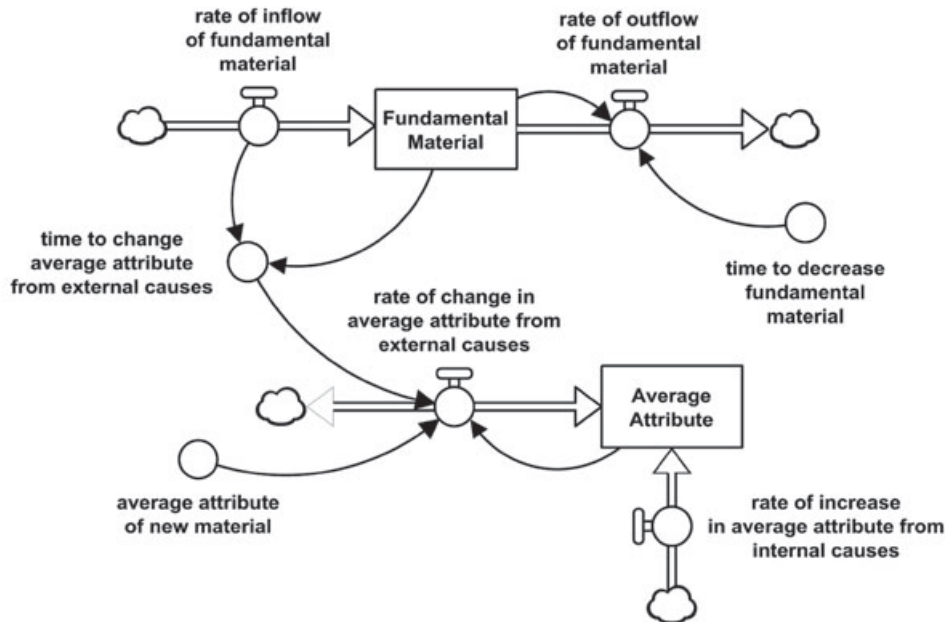 rate of inflow
of fundamental
material
rate of outflow
of fundamental
material
Fundamental
Material
time to change
average attribute
from external causes
time to decrease
fundamental
material
rate of change in
average attribute from
external causes
Average
Attribute
average attribute
of new material
rate of increase
in average attribute from
internal causes